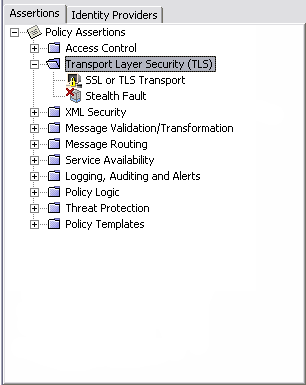 Assertions Identity Providers
Policy Assertions
Access Control
Transport Layer Security (TLS)
SSL or TLS Transport
Stealth Fault
XML Security
Message Validation/Transformation
Message Routing
Service Availability
Logging, Auditing and Alerts
Policy Logic
Threat Protection
Policy Templates